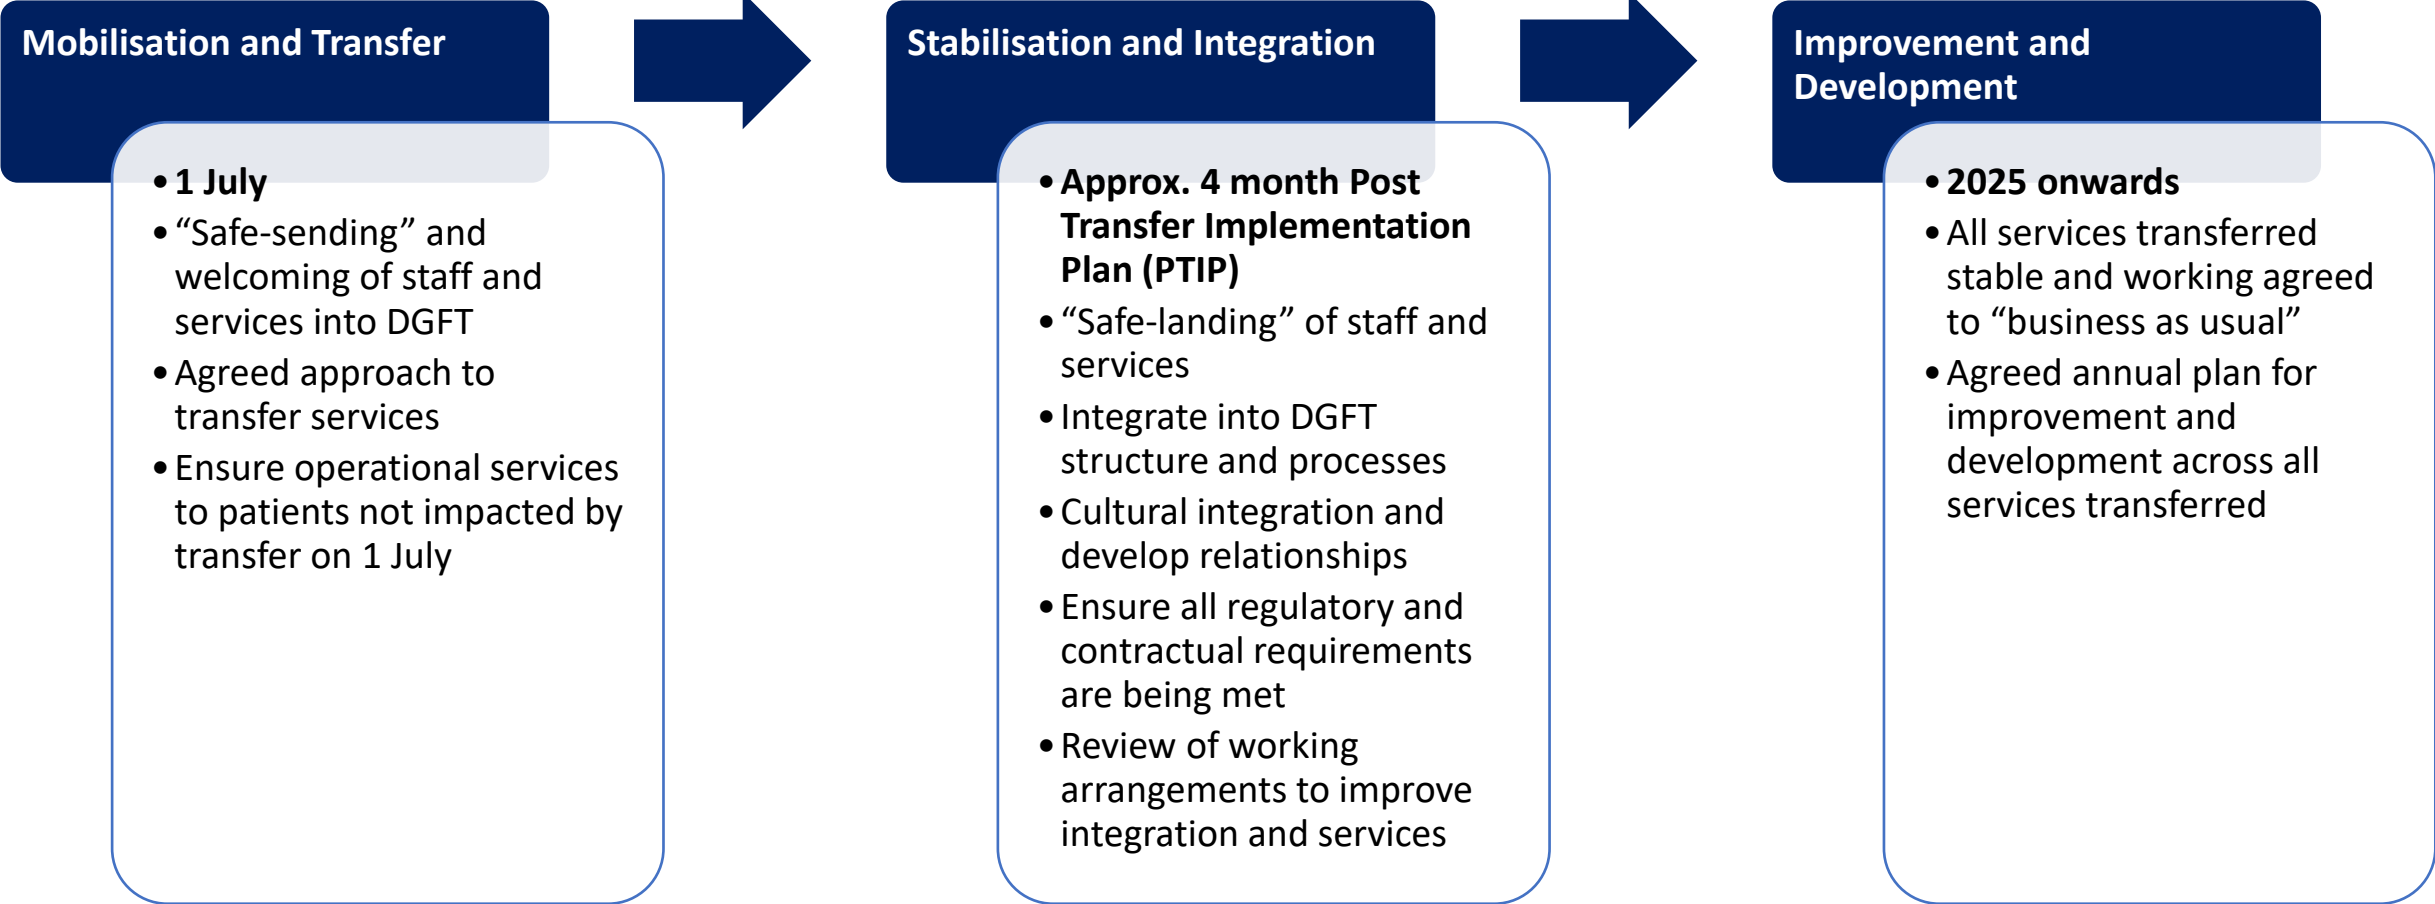 Mobilisation and Transfer
• 1 July
• “Safe-sending” and
welcoming of staff and
services into DGFT
• Agreed approach to
transfer services
• Ensure operational services
to patients not impacted by
transfer on 1 July
Stabilisation and Integration
• Approx. 4 month Post
Transfer Implementation
Plan (PTIP)
• “Safe-landing” of staff and
services
• Integrate into DGFT
structure and processes
• Cultural integration and
develop relationships
• Ensure all regulatory and
contractual requirements
are being met
• Review of working
arrangements to improve
integration and services
Improvement and
Development
• 2025 onwards
• All services transferred
stable and working agreed
to “business as usual”
• Agreed annual plan for
improvement and
development across all
services transferred